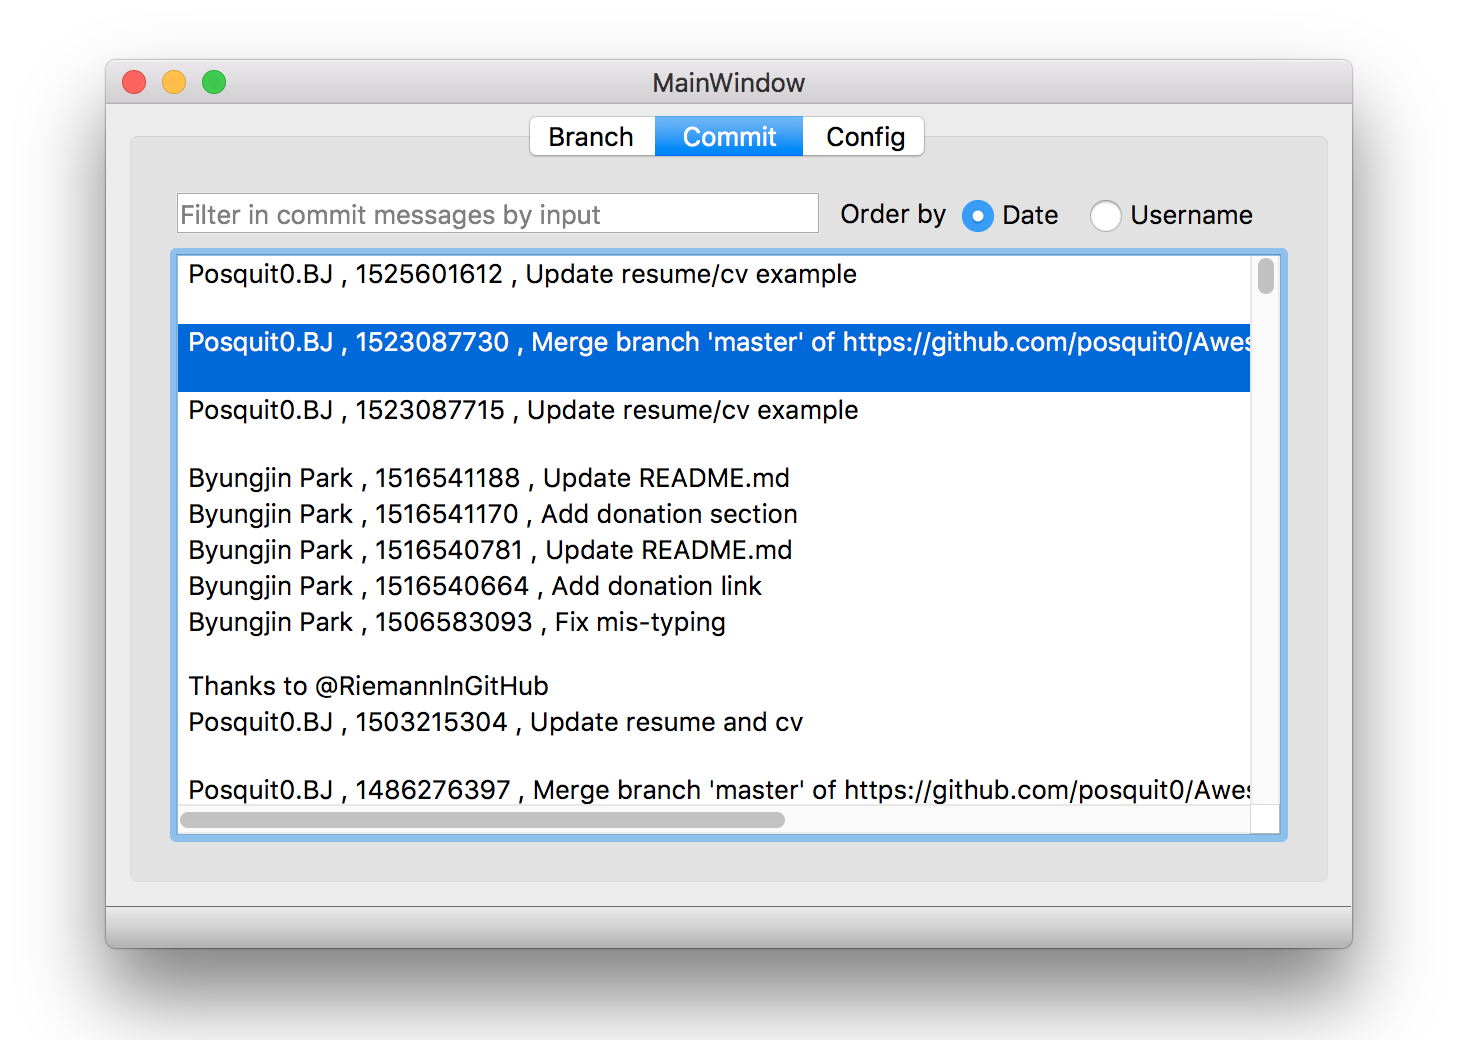 MainWindow
Branch Commit Config
Filter in commit messages by input Order by Date Username
Posquit0.BJ , 1525601612 , Update resume/cv example
Posquit0.BJ , 1523087730 , Merge branch 'master' of https://github.com/posquit0/Awes
Posquit0.BJ , 1523087715 , Update resume/cv example
Byungjin Park , 1516541188 , Update README.md
Byungjin Park , 1516541170 , Add donation section
Byungjin Park , 1516540781 , Update README.md
Byungjin Park , 1516540664 , Add donation link
Byungjin Park , 1506583093 , Fix mis-typing
Thanks to @RiemannInGitHub
Posquit0.BJ , 1503215304 , Update resume and cv
Posquit0.BJ , 1486276397 , Merge branch 'master' of https://github.com/posquit0/Awes